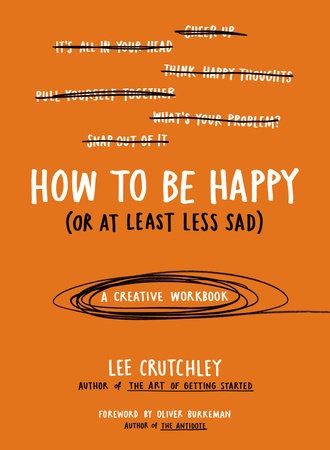 CHEER UP
IT'S ALL IN YOUR HEAD
THINK HAPPY THOUGHTS
PULL YOURSELF TOGETHER
WHAT'S YOUR PROBLEM?
SNAP OUT OF IT
HOW TO BE HAPPY
(OR AT LEAST LESS SAD)
A CREATIVE WORKBOOK
LEE CRUTCHLEY
AUTHOR of THE ART OF GETTING STARTED
FOREWORD BY OLIVER BURKEMAN
AUTHOR of THE ANTIDOTE